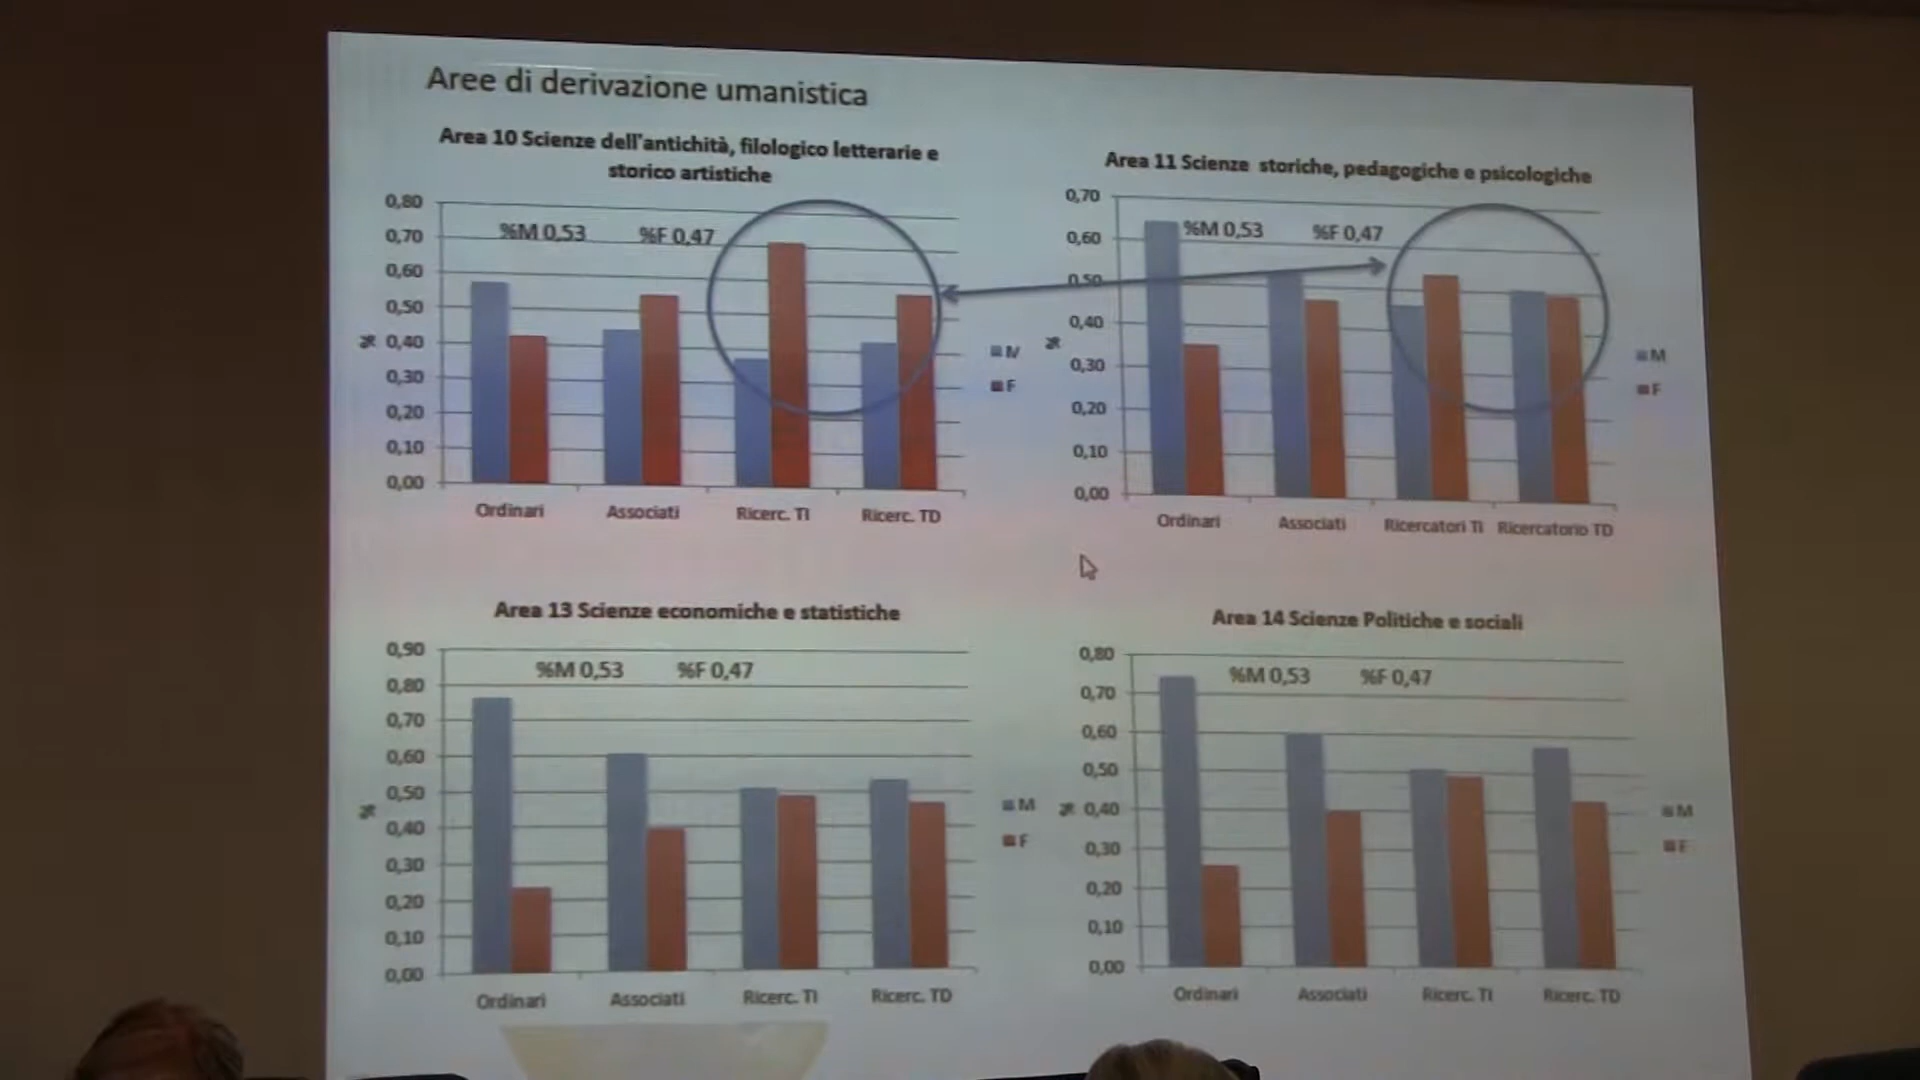 Aree di derivazione umanistica
Area 10 Scienze dell'antichità, filologico letterarie e
storico artistiche
0,80
0,70
0,60
0,50
0,40
0,30
0,20
0,10
0,00
%
%M 0,53 %F 0,47
Ordinari Associati Ricerc. TI Ricerc. TD
M
F
Area 11 Scienze storiche, pedagogiche e psicologiche
0,70
0,60
0,50
0,40
0,30
0,20
0,10
0,00
%
%M 0,53 %F 0,47
Ordinari Associati Ricercatori TI Ricercatorio TD
M
F
Area 13 Scienze economiche e statistiche
0,90
0,80
0,70
0,60
0,50
0,40
0,30
0,20
0,10
0,00
%
%M 0,53 %F 0,47
Ordinari Associati Ricerc. TI Ricerc. TD
M
F
Area 14 Scienze Politiche e sociali
0,80
0,70
0,60
0,50
0,40
0,30
0,20
0,10
0,00
%
%M 0,53 %F 0,47
Ordinari Associati Ricerc. TI Ricerc. TD
M
F